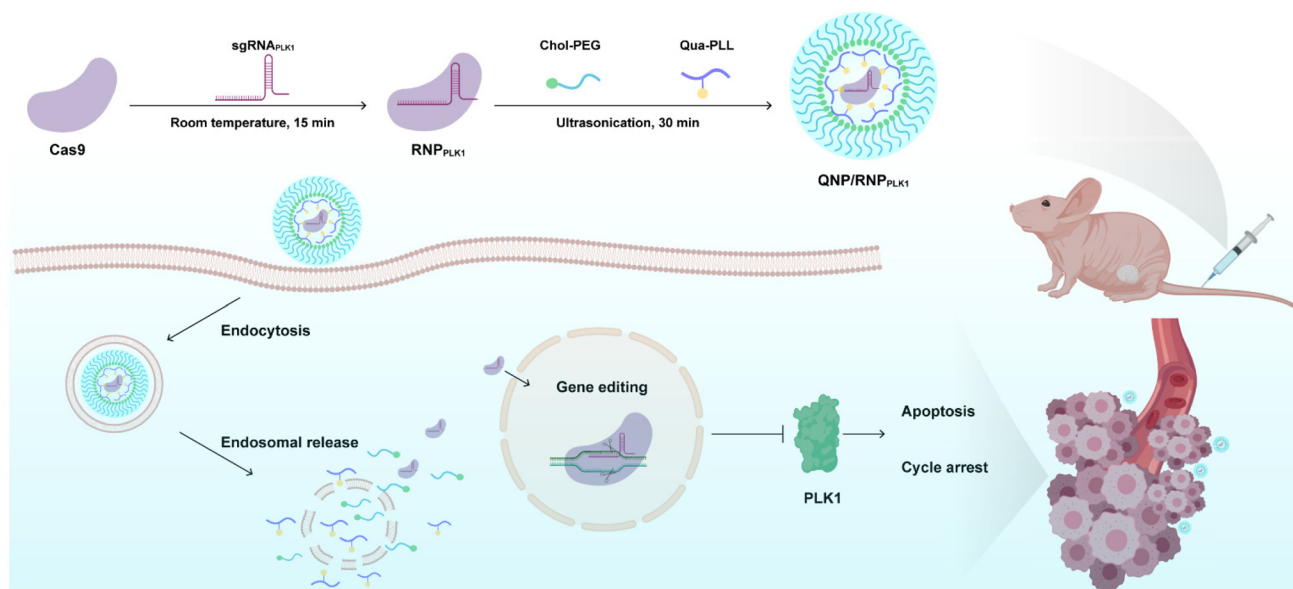 sgRNAPLK1
Chol-PEG
Qua-PLL
Room temperature, 15 min
Ultrasonication, 30 min
Cas9
RNPPLK1
QNP/RNPPLK1
Endocytosis
Gene editing
Apoptosis
Endosomal release
Cycle arrest
PLK1